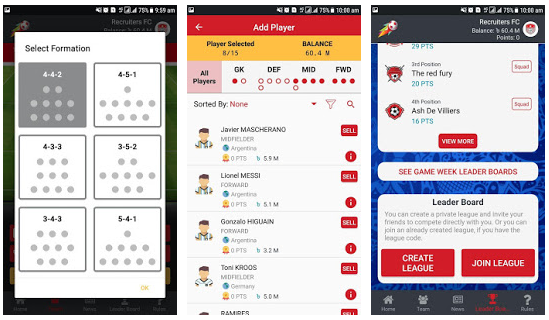 75% 9:59 am
Select Formation
4-4-2
4-5-1
4-3-3
3-5-2
3-4-3
5-4-1
OK
Home
News
Leader Board
Rules
75% 10:00 am
Add Player
Player Selected
8/15
BALANCE
60.4 M
All Players
GK
DEF
MID
FWD
Sorted By: None
Javier MASCHERANO
SELL
MIDFIELDER
Argentina
0 PTS
5.9 M
Lionel MESSI
SELL
FORWARD
Argentina
0 PTS
5.1 M
Gonzalo HIGUAIN
SELL
FORWARD
Argentina
0 PTS
3.2 M
Toni KROOS
SELL
MIDFIELDER
Germany
0 PTS
5.0 M
RAMIRES
75% 10:00 am
Recruiters FC
Balance: ৳ 60.4 M
Points: 0
29 PTS
3rd Position
The red fury
20 PTS
Squad
4th Position
Ash De Villiers
16 PTS
Squad
VIEW MORE
SEE GAME WEEK LEADER BOARDS
Leader Board
You can create a private league and invite your
friends to compete directly with you. Or you can
join an already created league, if you have the
league code.
CREATE
LEAGUE
JOIN LEAGUE
Home
Team
News
Leader Board
Rules